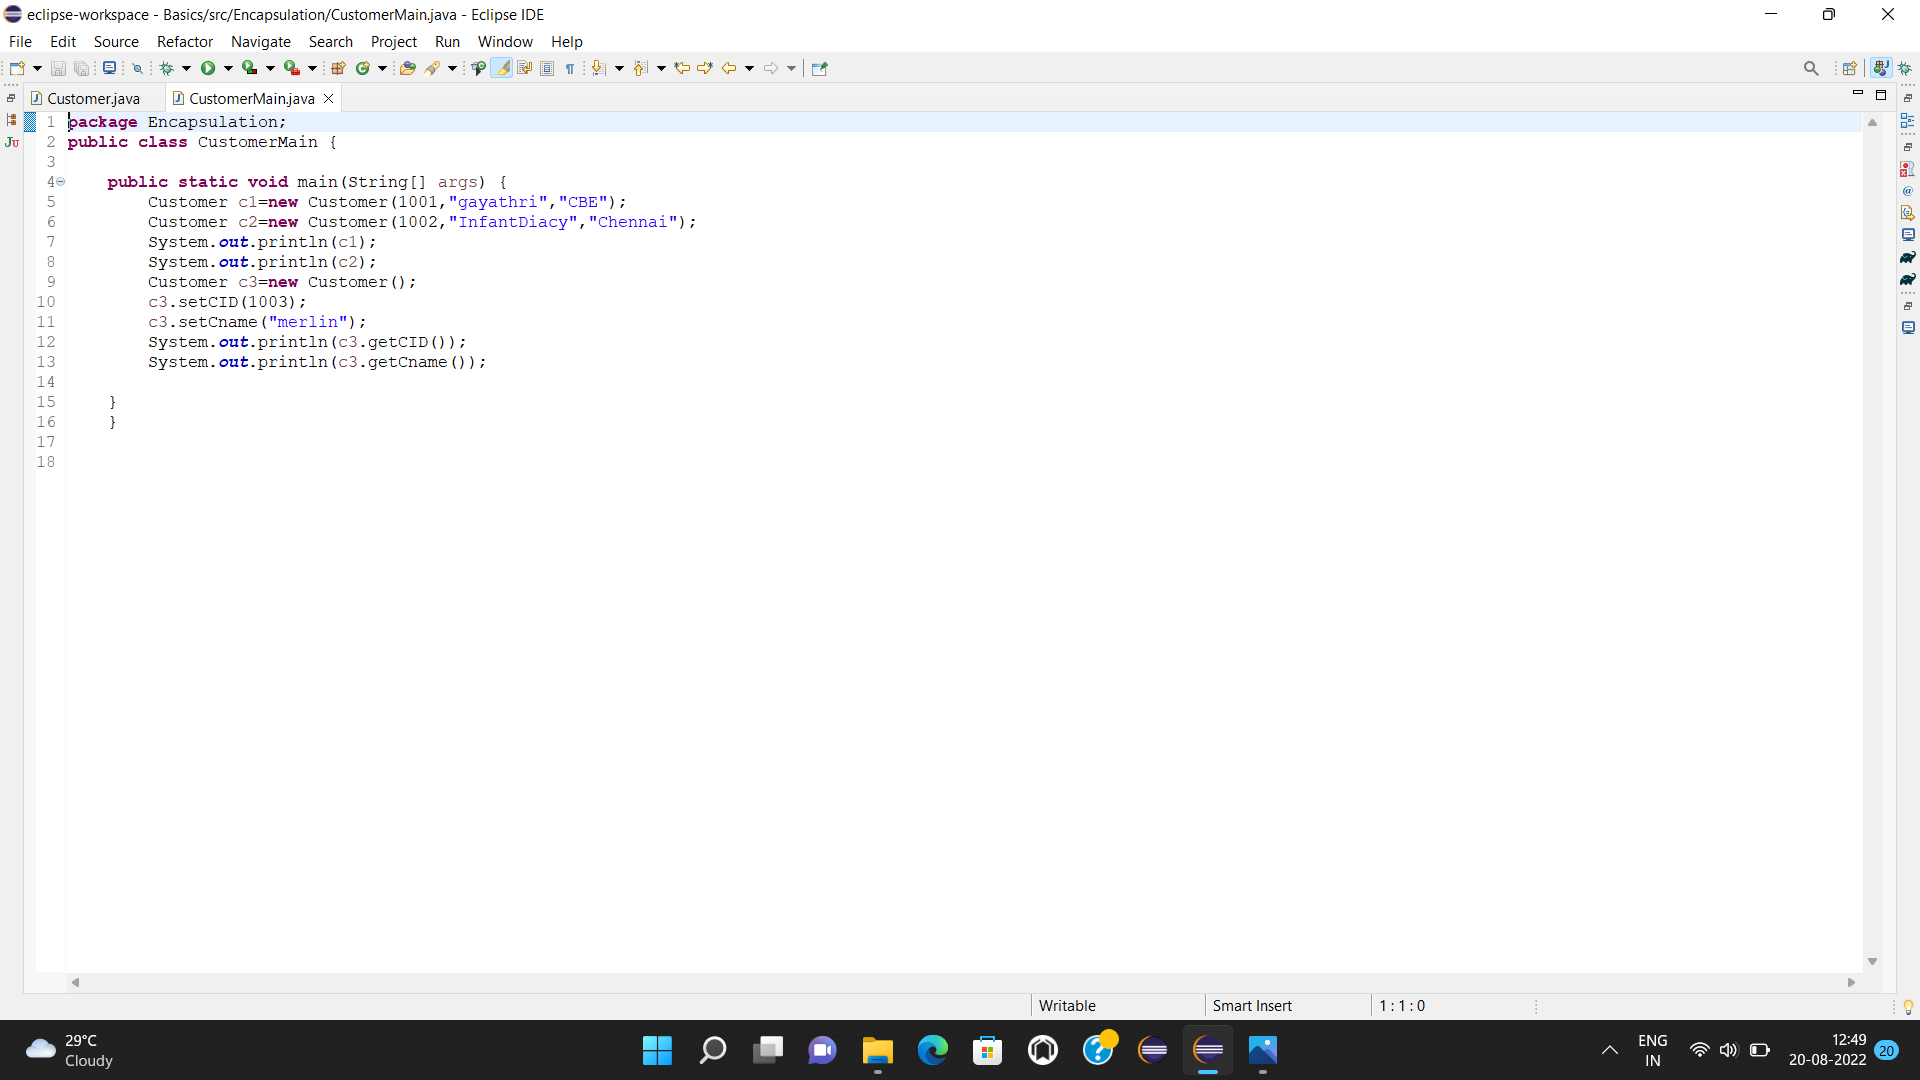 eclipse-workspace - Basics/src/Encapsulation/CustomerMain.java - Eclipse IDE
File Edit Source Refactor Navigate Search Project Run Window Help
Customer.java CustomerMain.java
1 package Encapsulation;
2 public class CustomerMain {
3
4 public static void main(String[] args) {
5 Customer c1=new Customer(1001,"gayathri","CBE");
6 Customer c2=new Customer(1002,"InfantDiacy","Chennai");
7 System.out.println(c1);
8 System.out.println(c2);
9 Customer c3=new Customer();
10 c3.setCID(1003);
11 c3.setCname("merlin");
12 System.out.println(c3.getCID());
13 System.out.println(c3.getCname());
14
15 }
16 }
17
18
Writable Smart Insert 1 : 1 : 0
29°C
Cloudy
ENG
IN
12:49
20-08-2022
20